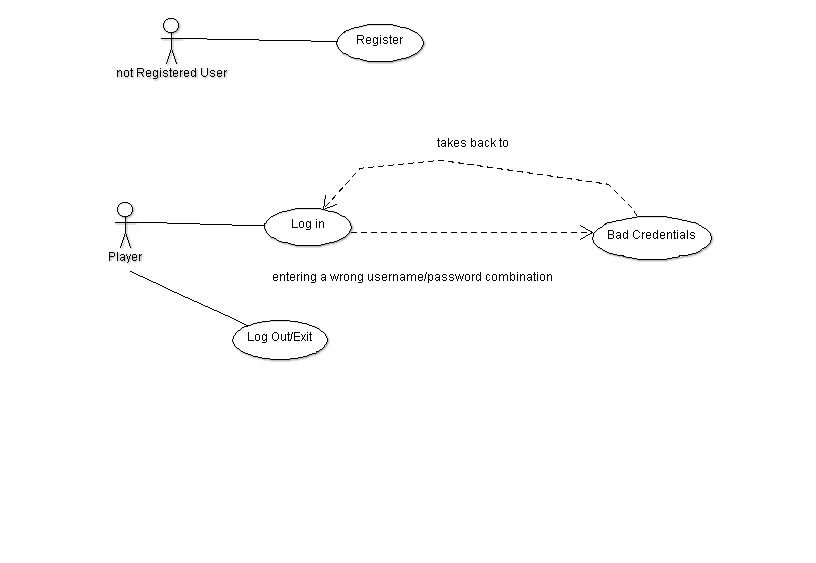 Register
not Registered User
takes back to
Log in
Bad Credentials
Player
entering a wrong username/password combination
Log Out/Exit